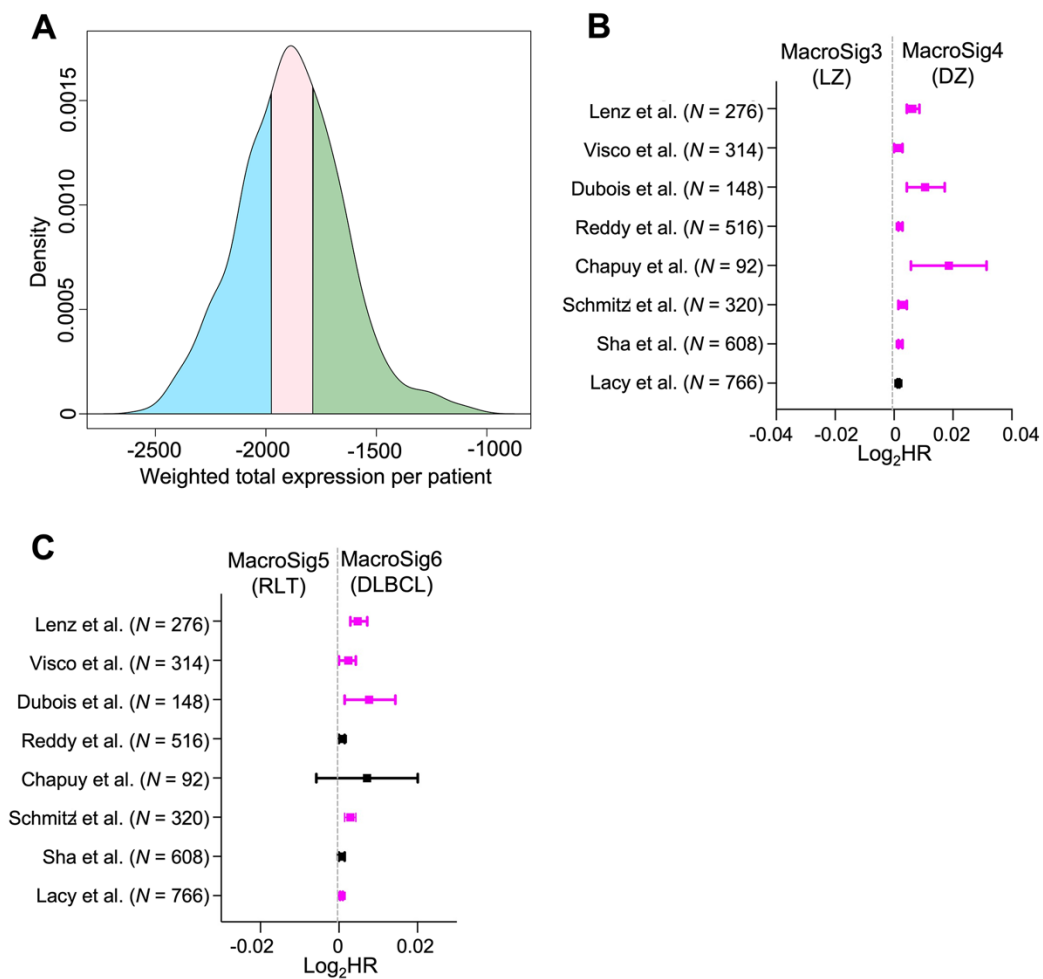 A
Density
0
0.0005
0.0010
0.0015
-2500
-2000
-1500
-1000
Weighted total expression per patient
B
MacroSig3
(LZ)
MacroSig4
(DZ)
Lenz et al. (N = 276)
Visco et al. (N = 314)
Dubois et al. (N = 148)
Reddy et al. (N = 516)
Chapuy et al. (N = 92)
Schmitz et al. (N = 320)
Sha et al. (N = 608)
Lacy et al. (N = 766)
-0.04
-0.02
0
0.02
0.04
Log₂HR
C
MacroSig5
(RLT)
MacroSig6
(DLBCL)
Lenz et al. (N = 276)
Visco et al. (N = 314)
Dubois et al. (N = 148)
Reddy et al. (N = 516)
Chapuy et al. (N = 92)
Schmitz et al. (N = 320)
Sha et al. (N = 608)
Lacy et al. (N = 766)
-0.02
0
0.02
Log₂HR